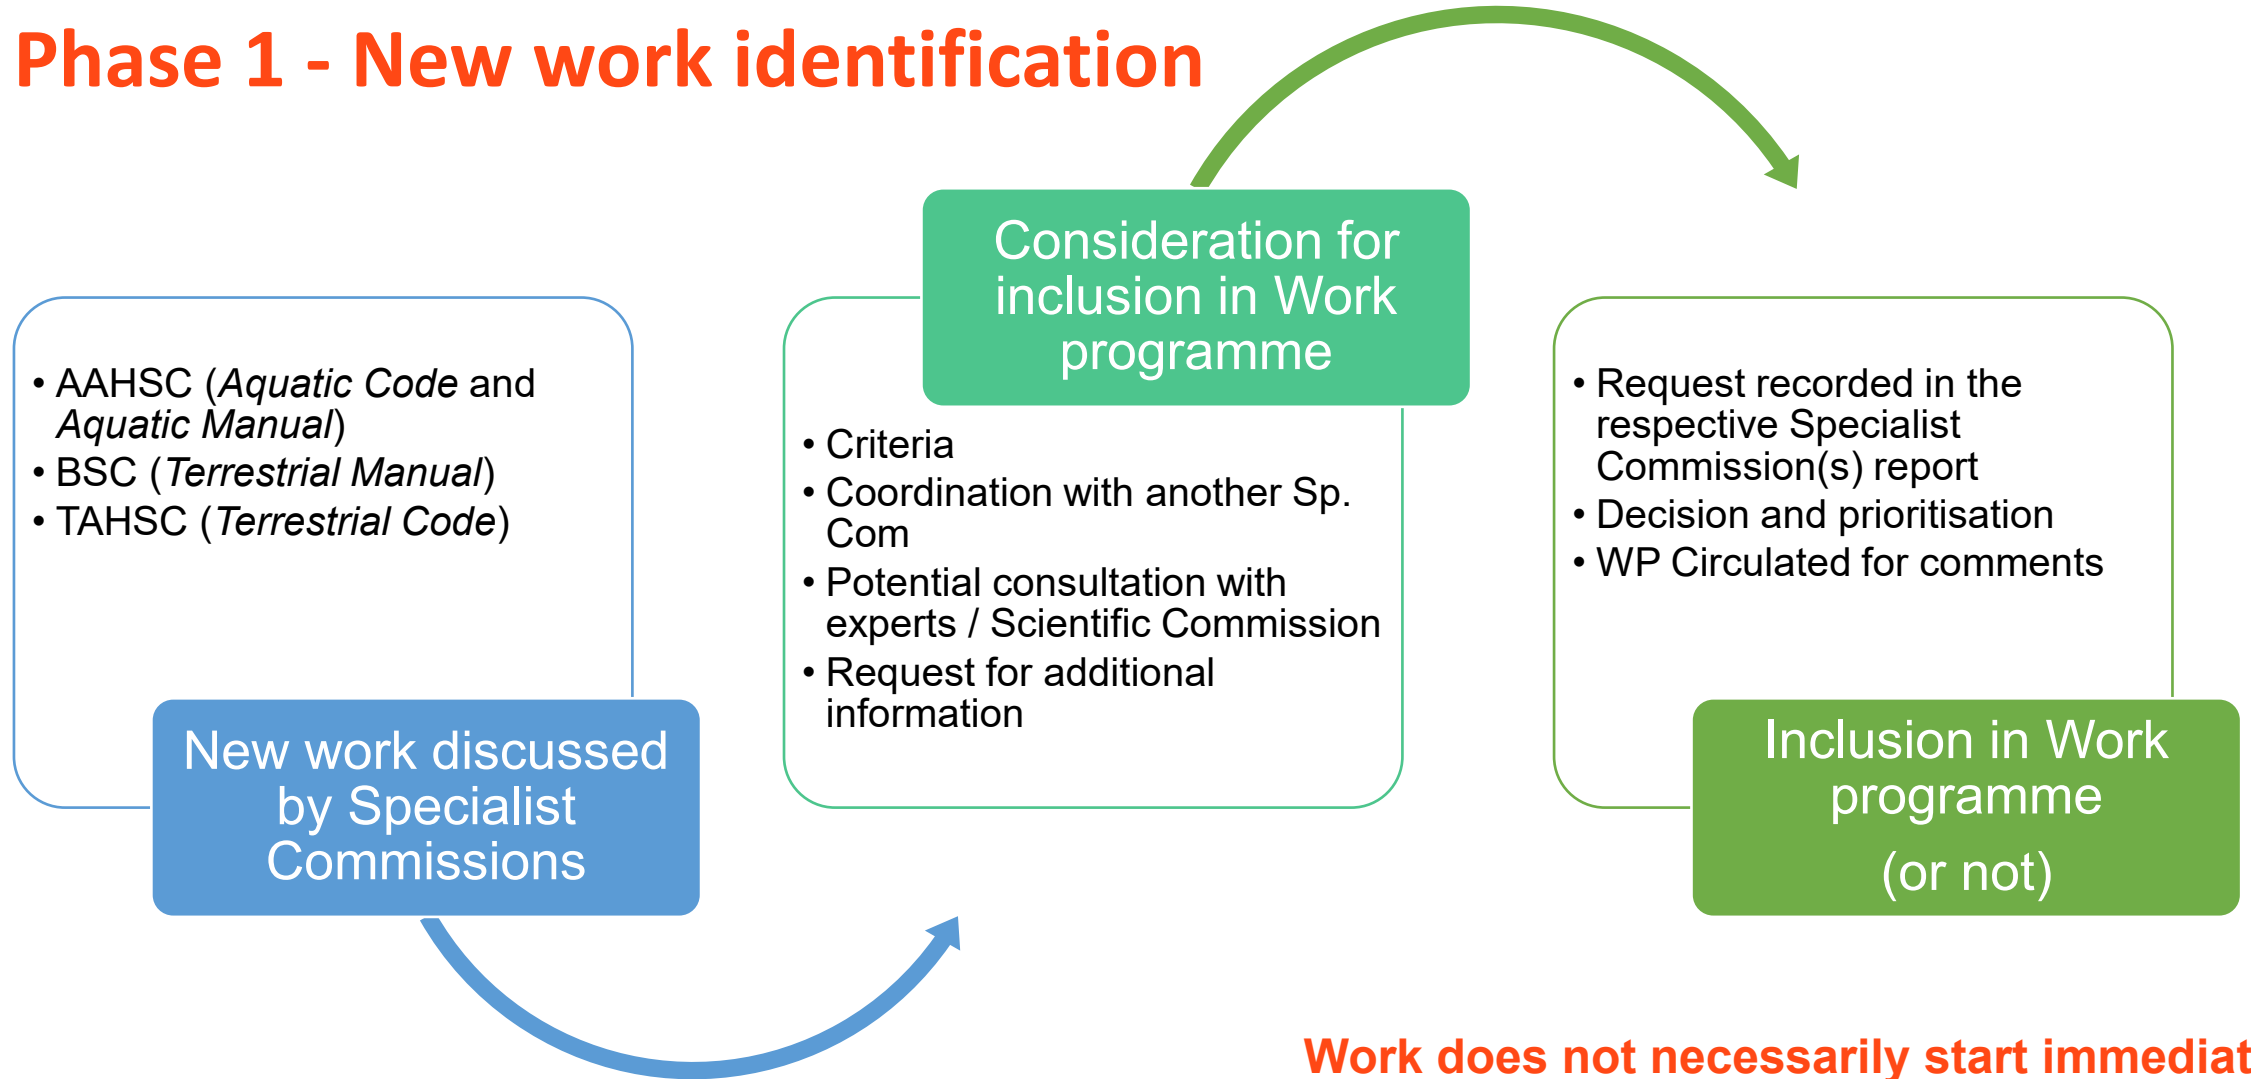 Phase 1 - New work identification
• AAHSC (Aquatic Code and
Aquatic Manual)
• BSC (Terrestrial Manual)
• TAHSC (Terrestrial Code)
New work discussed
by Specialist
Commissions
Consideration for
inclusion in Work
programme
• Criteria
• Coordination with another Sp.
Com
• Potential consultation with
experts / Scientific Commission
• Request for additional
information
• Request recorded in the
respective Specialist
Commission(s) report
• Decision and prioritisation
• WP Circulated for comments
Inclusion in Work
programme
(or not)
Work does not necessarily start immediat